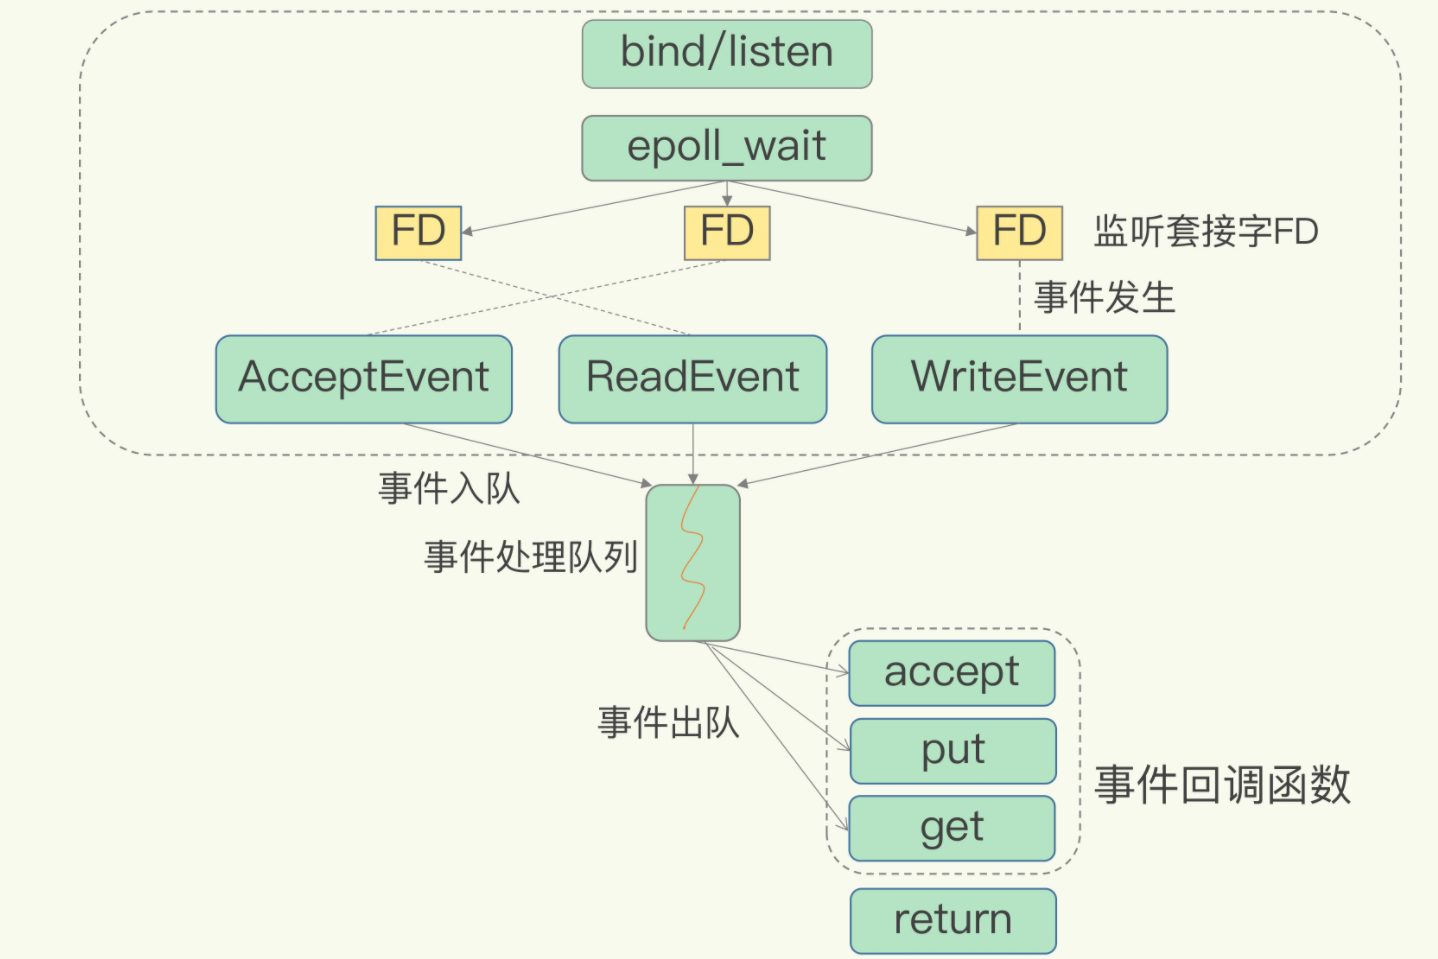 bind/listen
epoll_wait
FD
FD
FD
监听套接字FD
事件发生
AcceptEvent
ReadEvent
WriteEvent
事件入队
事件处理队列
accept
事件出队
put
事件回调函数
get
return